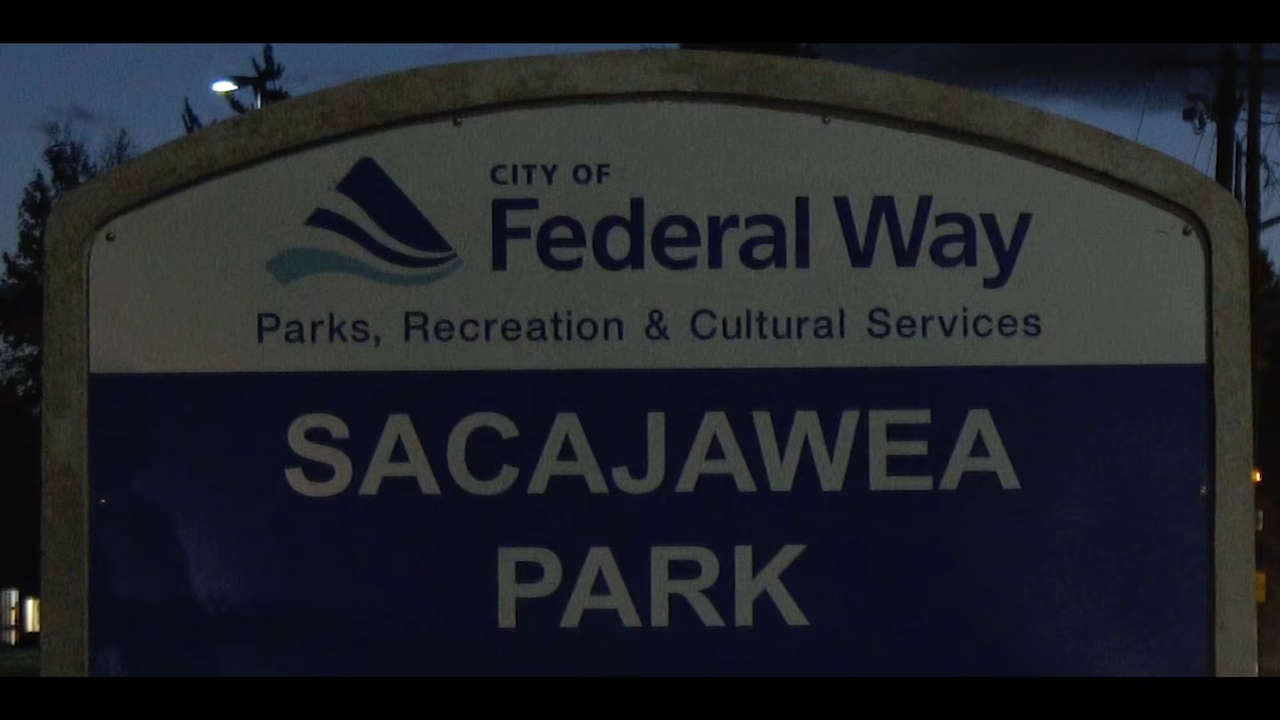 CITY OF
Federal Way
Parks, Recreation & Cultural Services
SACAJAWEA
PARK